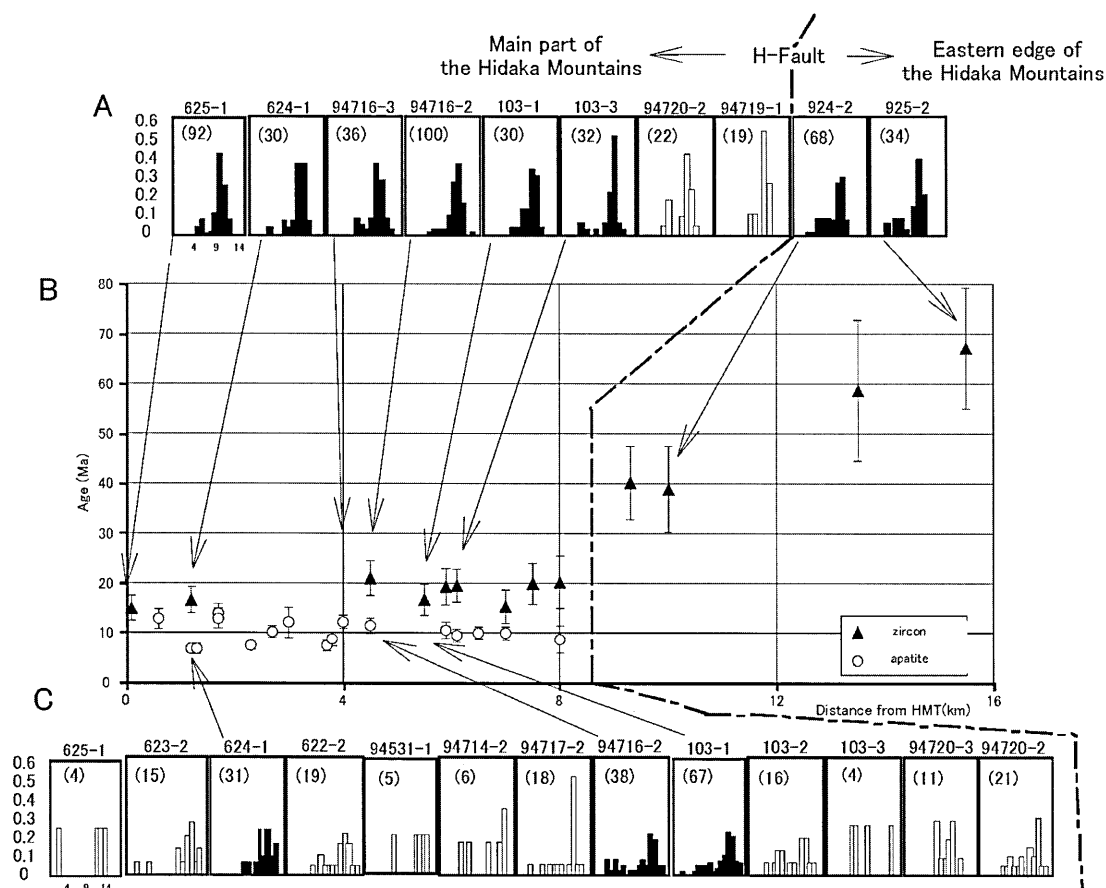 Main part of
the Hidaka Mountains
H-Fault
Eastern edge of
the Hidaka Mountains
A
625-1 624-1 94716-3 94716-2 103-1 103-3 94720-2 94719-1 924-2 925-2
0.6
0.5
0.4
0.3
0.2
0.1
0
(92) (30) (36) (100) (30) (32) (22) (19) (68) (34)
4 9 14
B
Age (Ma)
80
70
60
50
40
30
20
10
0
zircon
apatite
0 4 8 12 16
Distance from HMT(km)
C
625-1 623-2 624-1 622-2 94531-1 94714-2 94717-2 94716-2 103-1 103-2 103-3 94720-3 94720-2
0.6
0.5
0.4
0.3
0.2
0.1
0
(4) (15) (31) (19) (5) (6) (18) (38) (67) (16) (4) (11) (21)
4 9 14